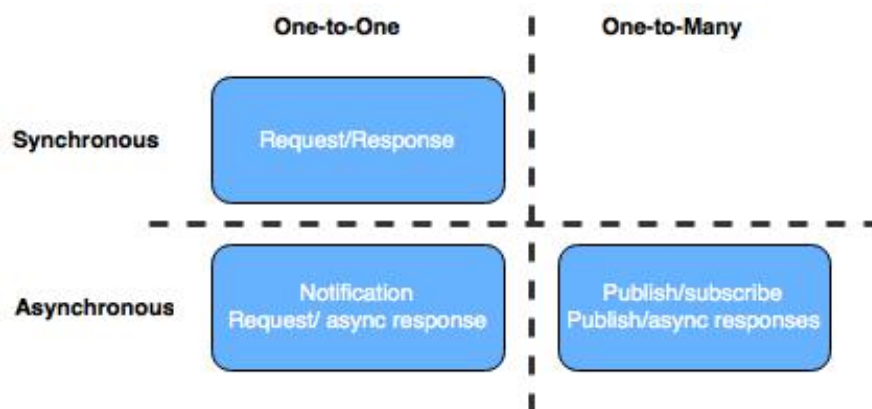 One-to-One
One-to-Many
Synchronous
Request/Response
Asynchronous
Notification
Request/ async response
Publish/subscribe
Publish/async responses